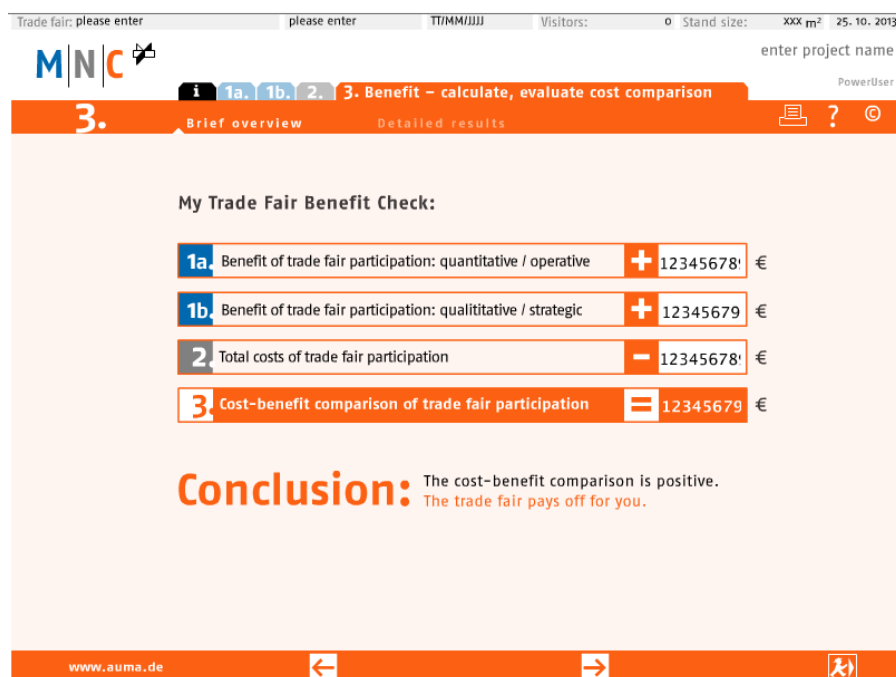 Trade fair: please enter please enter TT/MM/JJJJ Visitors: 0 Stand size: xxx m² 25. 10. 2013
M|N|C enter project name
PowerUser
i 1a. 1b. 2. 3. Benefit – calculate, evaluate cost comparison
3. Brief overview Detailed results ? ©
My Trade Fair Benefit Check:
1a. Benefit of trade fair participation: quantitative / operative + 12345678 €
1b. Benefit of trade fair participation: qualititative / strategic + 12345679 €
2. Total costs of trade fair participation − 12345678 €
3. Cost-benefit comparison of trade fair participation = 12345679 €
Conclusion: The cost-benefit comparison is positive.
The trade fair pays off for you.
www.auma.de